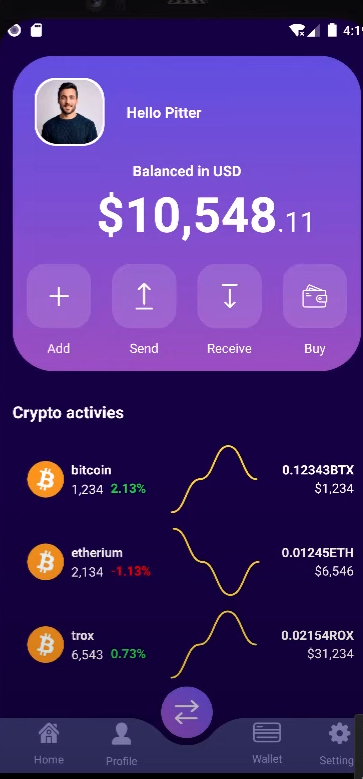 4:19
Hello Pitter
Balanced in USD
$10,548.11
Add Send Receive Buy
Crypto activies
bitcoin 0.12343BTX
1,234 2.13% $1,234
etherium 0.01245ETH
2,134 -1.13% $6,546
trox 0.02154ROX
6,543 0.73% $31,234
Home Profile Wallet Setting